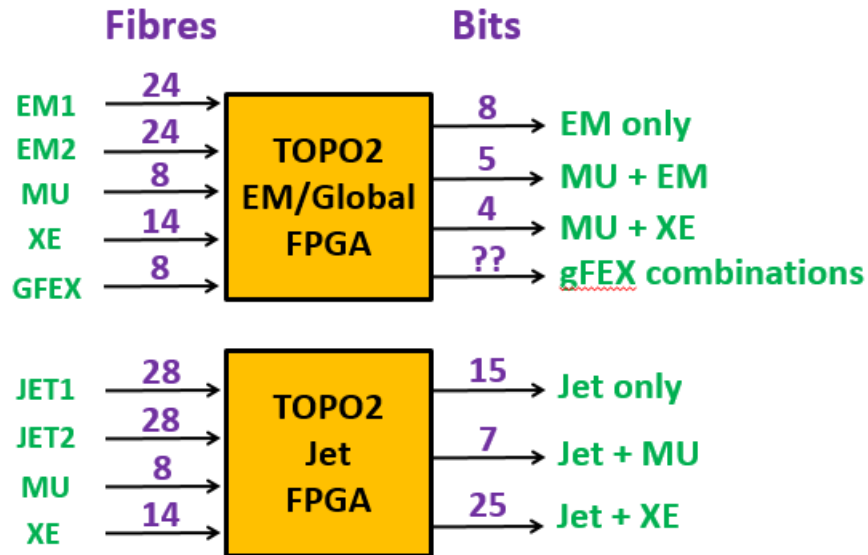 Fibres Bits
EM1 24
EM2 24
MU 8
XE 14
GFEX 8
TOPO2
EM/Global
FPGA
8 EM only
5 MU + EM
4 MU + XE
?? gFEX combinations
JET1 28
JET2 28
MU 8
XE 14
TOPO2
Jet
FPGA
15 Jet only
7 Jet + MU
25 Jet + XE